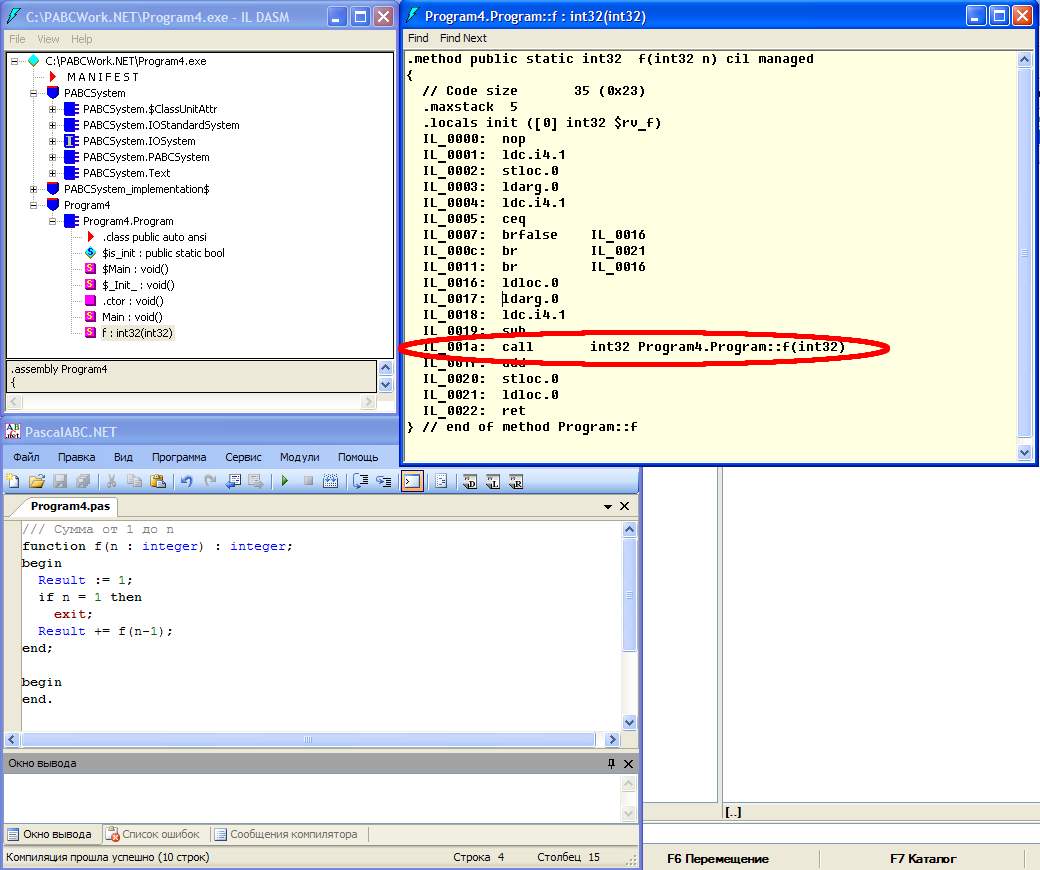 C:\PABCWork.NET\Program4.exe - IL DASM
File View Help
C:\PABCWork.NET\Program4.exe
M A N I F E S T
PABCSystem
PABCSystem.$ClassUnitAttr
PABCSystem.IOStandardSystem
PABCSystem.IOSystem
PABCSystem.PABCSystem
PABCSystem.Text
PABCSystem_implementation$
Program4
Program4.Program
.class public auto ansi
$is_init : public static bool
$Main : void()
$_Init_ : void()
.ctor : void()
Main : void()
f : int32(int32)
.assembly Program4
{
Program4.Program::f : int32(int32)
Find Find Next
.method public static int32  f(int32 n) cil managed
{
// Code size       35 (0x23)
.maxstack  5
.locals init ([0] int32 $rv_f)
IL_0000:  nop
IL_0001:  ldc.i4.1
IL_0002:  stloc.0
IL_0003:  ldarg.0
IL_0004:  ldc.i4.1
IL_0005:  ceq
IL_0007:  brfalse    IL_0016
IL_000c:  br         IL_0021
IL_0011:  br         IL_0016
IL_0016:  ldloc.0
IL_0017:  ldarg.0
IL_0018:  ldc.i4.1
IL_0019:  sub
IL_001a:  call       int32 Program4.Program::f(int32)
IL_001f:  add
IL_0020:  stloc.0
IL_0021:  ldloc.0
IL_0022:  ret
} // end of method Program::f
PascalABC.NET
Файл Правка Вид Программа Сервис Модули Помощь
Program4.pas
/// Сумма от 1 до n
function f(n : integer) : integer;
begin
Result := 1;
if n = 1 then
exit;
Result += f(n-1);
end;
begin
end.
Окно вывода
Окно вывода Список ошибок Сообщения компилятора
Компиляция прошла успешно (10 строк) Строка 4 Столбец 15
[..]
F6 Перемещение F7 Каталог